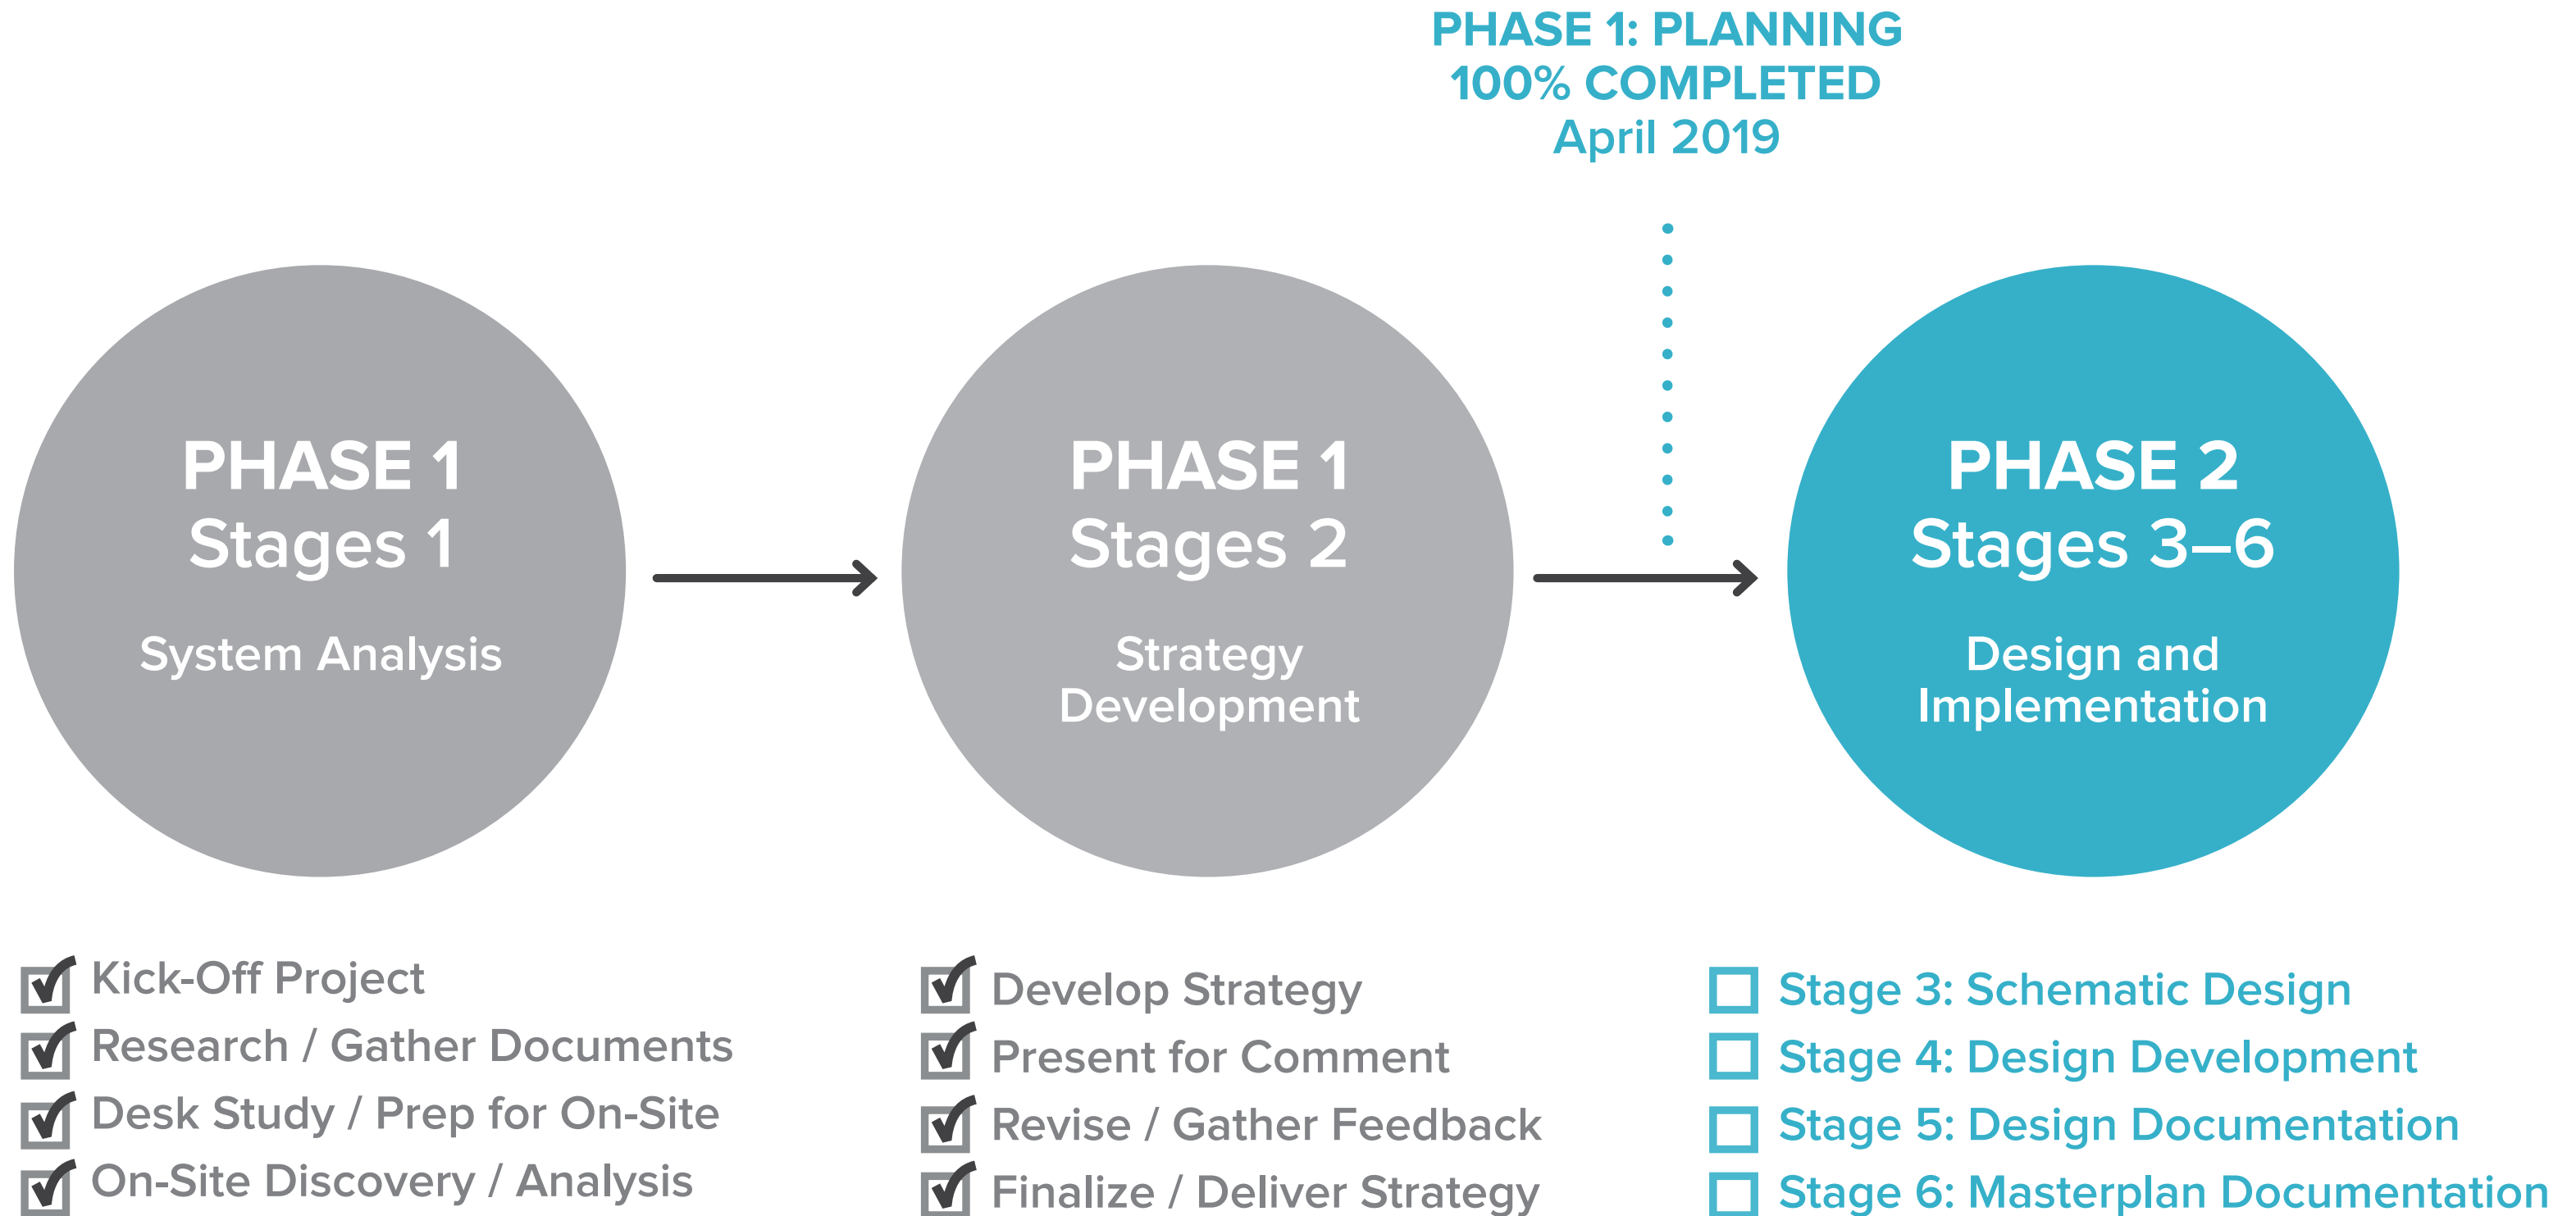 PHASE 1: PLANNING
100% COMPLETED
April 2019
PHASE 1
Stages 1
System Analysis
PHASE 1
Stages 2
Strategy
Development
PHASE 2
Stages 3–6
Design and
Implementation
Kick-Off Project
Research / Gather Documents
Desk Study / Prep for On-Site
On-Site Discovery / Analysis
Develop Strategy
Present for Comment
Revise / Gather Feedback
Finalize / Deliver Strategy
Stage 3: Schematic Design
Stage 4: Design Development
Stage 5: Design Documentation
Stage 6: Masterplan Documentation